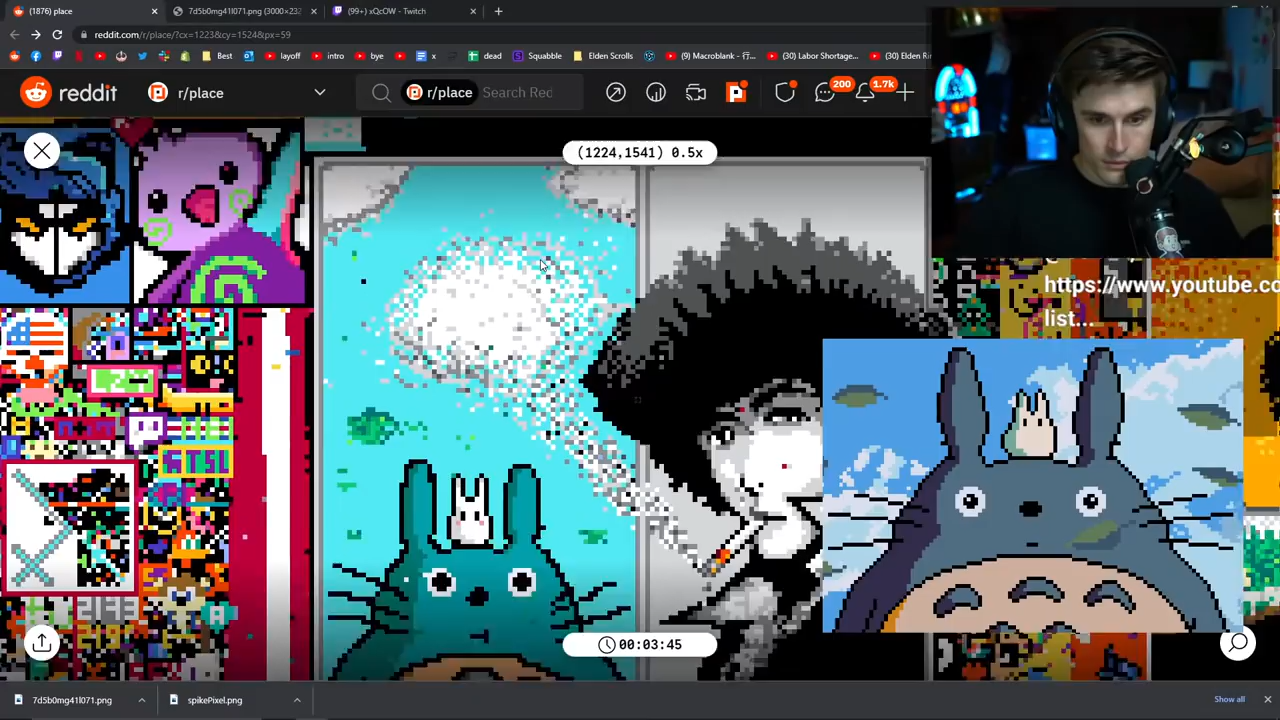 (1876) place
7d5b0mg41l071.png (3000×232
(99+) xQcOW - Twitch
reddit.com/r/place/?cx=1223&cy=1524&px=59
Best
layoff
intro
bye
x
dead
Squabble
Elden Scrolls
(9) Macroblank - (
(30) Labor Shortage...
(30) Elden Rin
reddit
r/place
r/place
Search Red
200
1.7k
(1224,1541) 0.5x
https://www.youtube.co
list...
00:03:45
7d5b0mg41l071.png
spikePixel.png
Show all